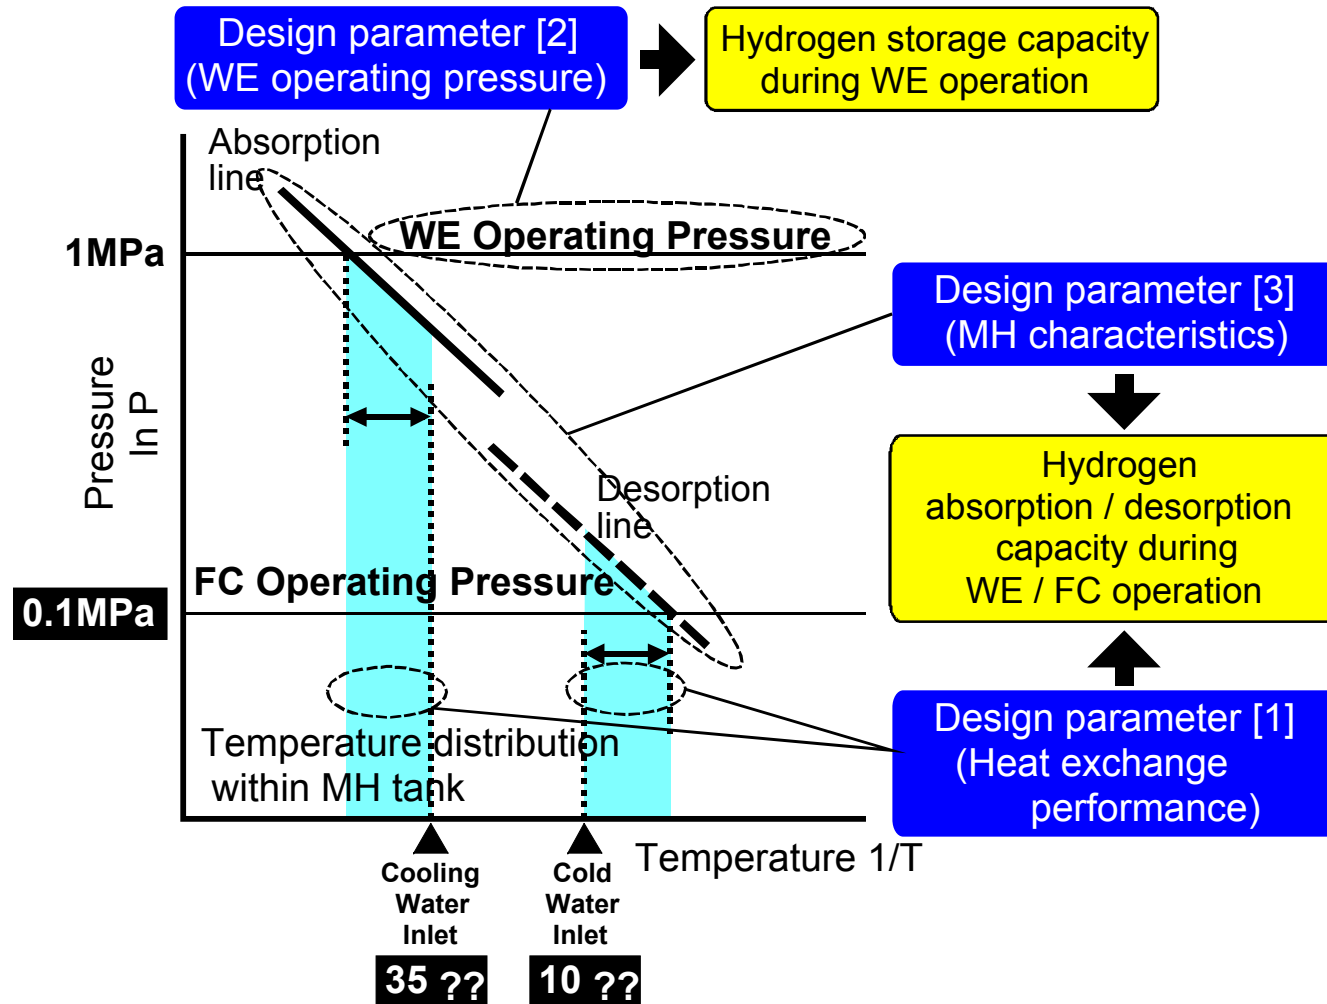 Design parameter [2]
(WE operating pressure)
Hydrogen storage capacity
during WE operation
Absorption
line
WE Operating Pressure
1MPa
Design parameter [3]
(MH characteristics)
Pressure
ln P
Desorption
line
Hydrogen
absorption / desorption
capacity during
WE / FC operation
FC Operating Pressure
0.1MPa
Temperature distribution
within MH tank
Design parameter [1]
(Heat exchange
performance)
Temperature 1/T
Cooling
Water
Inlet
35 ??
Cold
Water
Inlet
10 ??